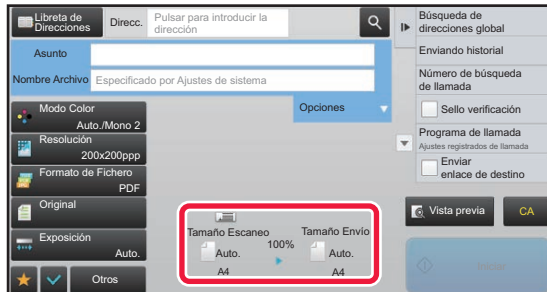 Libreta de
Direcciones
Direcc.
Pulsar para introducir la
dirección
Asunto
Nombre Archivo
Especificado por Ajustes de sistema
Opciones
Modo Color
Auto./Mono 2
Resolución
200x200ppp
Formato de Fichero
PDF
Original
Exposición
Auto.
Otros
Tamaño Escaneo
Auto.
A4
100%
Tamaño Envío
Auto.
A4
Búsqueda de
direcciones global
Enviando historial
Número de búsqueda
de llamada
Sello verificación
Programa de llamada
Ajustes registrados de llamada
Enviar
enlace de destino
Vista previa
CA
Iniciar